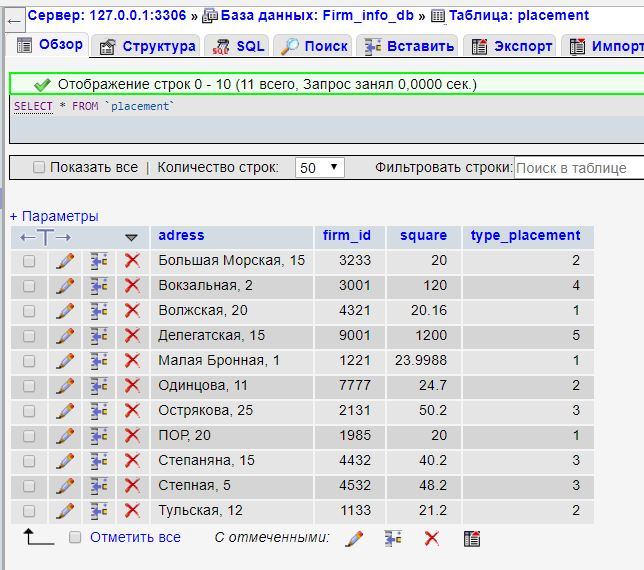 Сервер: 127.0.0.1:3306 » База данных: Firm_info_db » Таблица: placement
Обзор Структура SQL Поиск Вставить Экспорт Импорт
Отображение строк 0 - 10 (11 всего, Запрос занял 0,0000 сек.)
SELECT * FROM `placement`
Показать все | Количество строк: 50 Фильтровать строки: Поиск в таблице
+ Параметры
adress firm_id square type_placement
Большая Морская, 15 3233 20 2
Вокзальная, 2 3001 120 4
Волжская, 20 4321 20.16 1
Делегатская, 15 9001 1200 5
Малая Бронная, 1 1221 23.9988 1
Одинцова, 11 7777 24.7 2
Острякова, 25 2131 50.2 3
ПОР, 20 1985 20 1
Степаняна, 15 4432 40.2 3
Степная, 5 4532 48.2 3
Тульская, 12 1133 21.2 2
Отметить все С отмеченными: